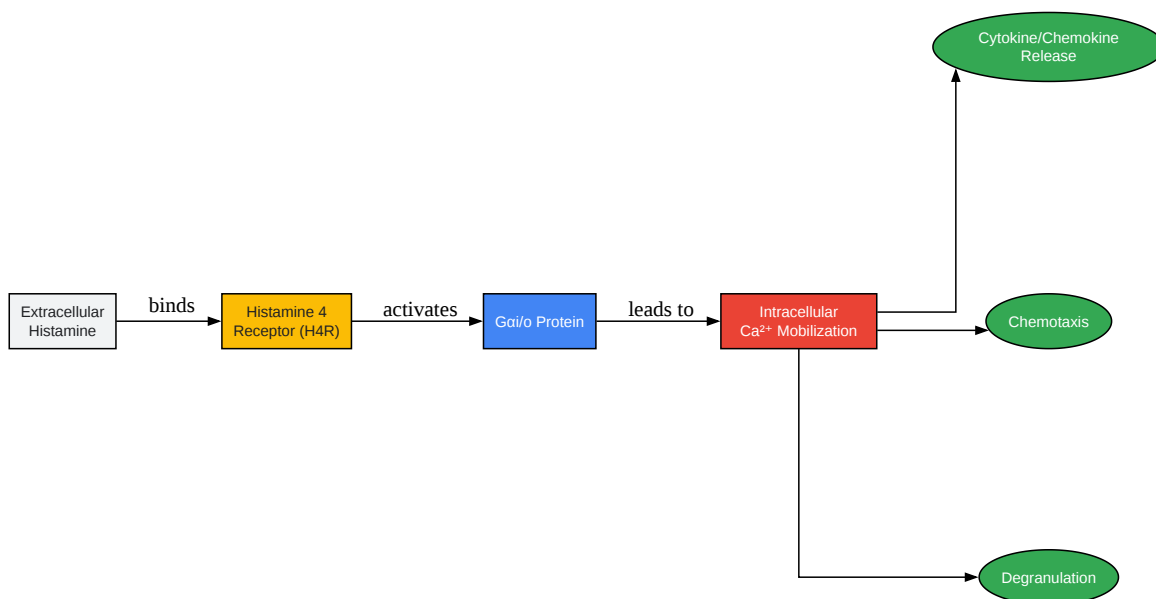 Cytokine/Chemokine
Release
Extracellular
Histamine
binds
Histamine 4
Receptor (H4R)
activates
Gαi/o Protein
leads to
Intracellular
Ca²⁺ Mobilization
Chemotaxis
Degranulation